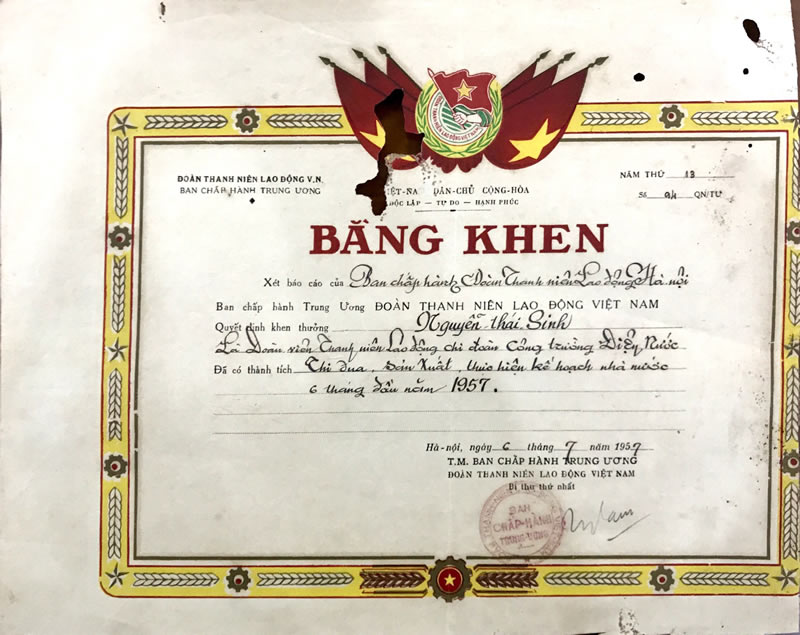 ĐOÀN THANH NIÊN LAO ĐỘNG V.N.
BAN CHẤP HÀNH TRUNG ƯƠNG
DÂN-CHỦ CỘNG-HÒA
ĐỘC LẬP — TỰ DO — HẠNH PHÚC
NĂM THỨ 13
Số 94 QN/TƯ
BẰNG KHEN
Xét báo cáo của Ban chấp hành Đoàn Thanh niên Lao động Hà nội
Ban chấp hành Trung Ương ĐOÀN THANH NIÊN LAO ĐỘNG VIỆT NAM
Quyết định khen thưởng Nguyễn thái Sinh
Là Đoàn viên Thanh niên Lao động chi đoàn Công trường Điện Nước
Đã có thành tích Thi đua, sản xuất, thực hiện kế hoạch nhà nước
6 tháng đầu năm 1957.
Hà-nội, ngày 6 tháng 7 năm 1957
T.M. BAN CHẤP HÀNH TRUNG ƯƠNG
ĐOÀN THANH NIÊN LAO ĐỘNG VIỆT NAM
Bí thư thứ nhất
BAN
CHẤP-HÀNH
TRUNG-ƯƠNG